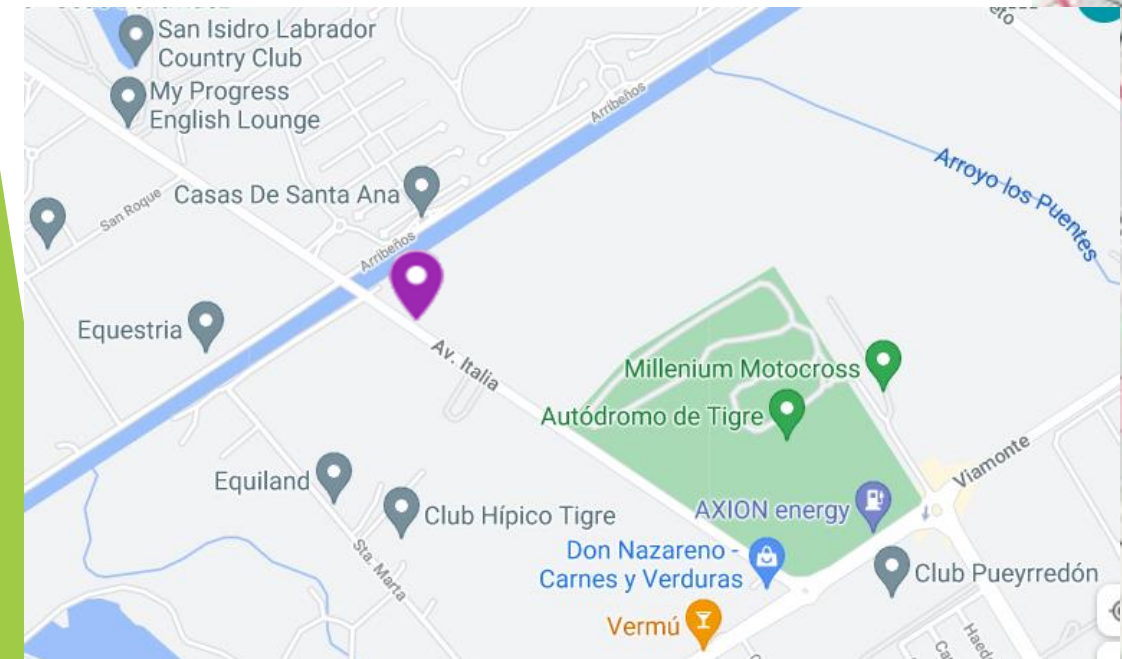 San Isidro Labrador
Country Club
My Progress
English Lounge
Arribeños
Arroyo los Puentes
San Roque
Casas De Santa Ana
Arribeños
Equestria
Av. Italia
Millenium Motocross
Autódromo de Tigre
Viamonte
Equiland
Club Hípico Tigre
AXION energy
Sta. Marta
Don Nazareno -
Carnes y Verduras
Club Pueyrredón
Vermú
Haedo